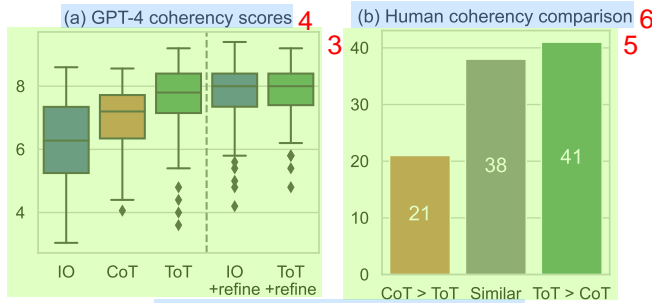 (a) GPT-4 coherency scores 4
3
8
6
4
IO CoT ToT IO ToT
+refine +refine
(b) Human coherency comparison 6
5
40
30
20
10
0
21
38
41
CoT > ToT Similar ToT > CoT